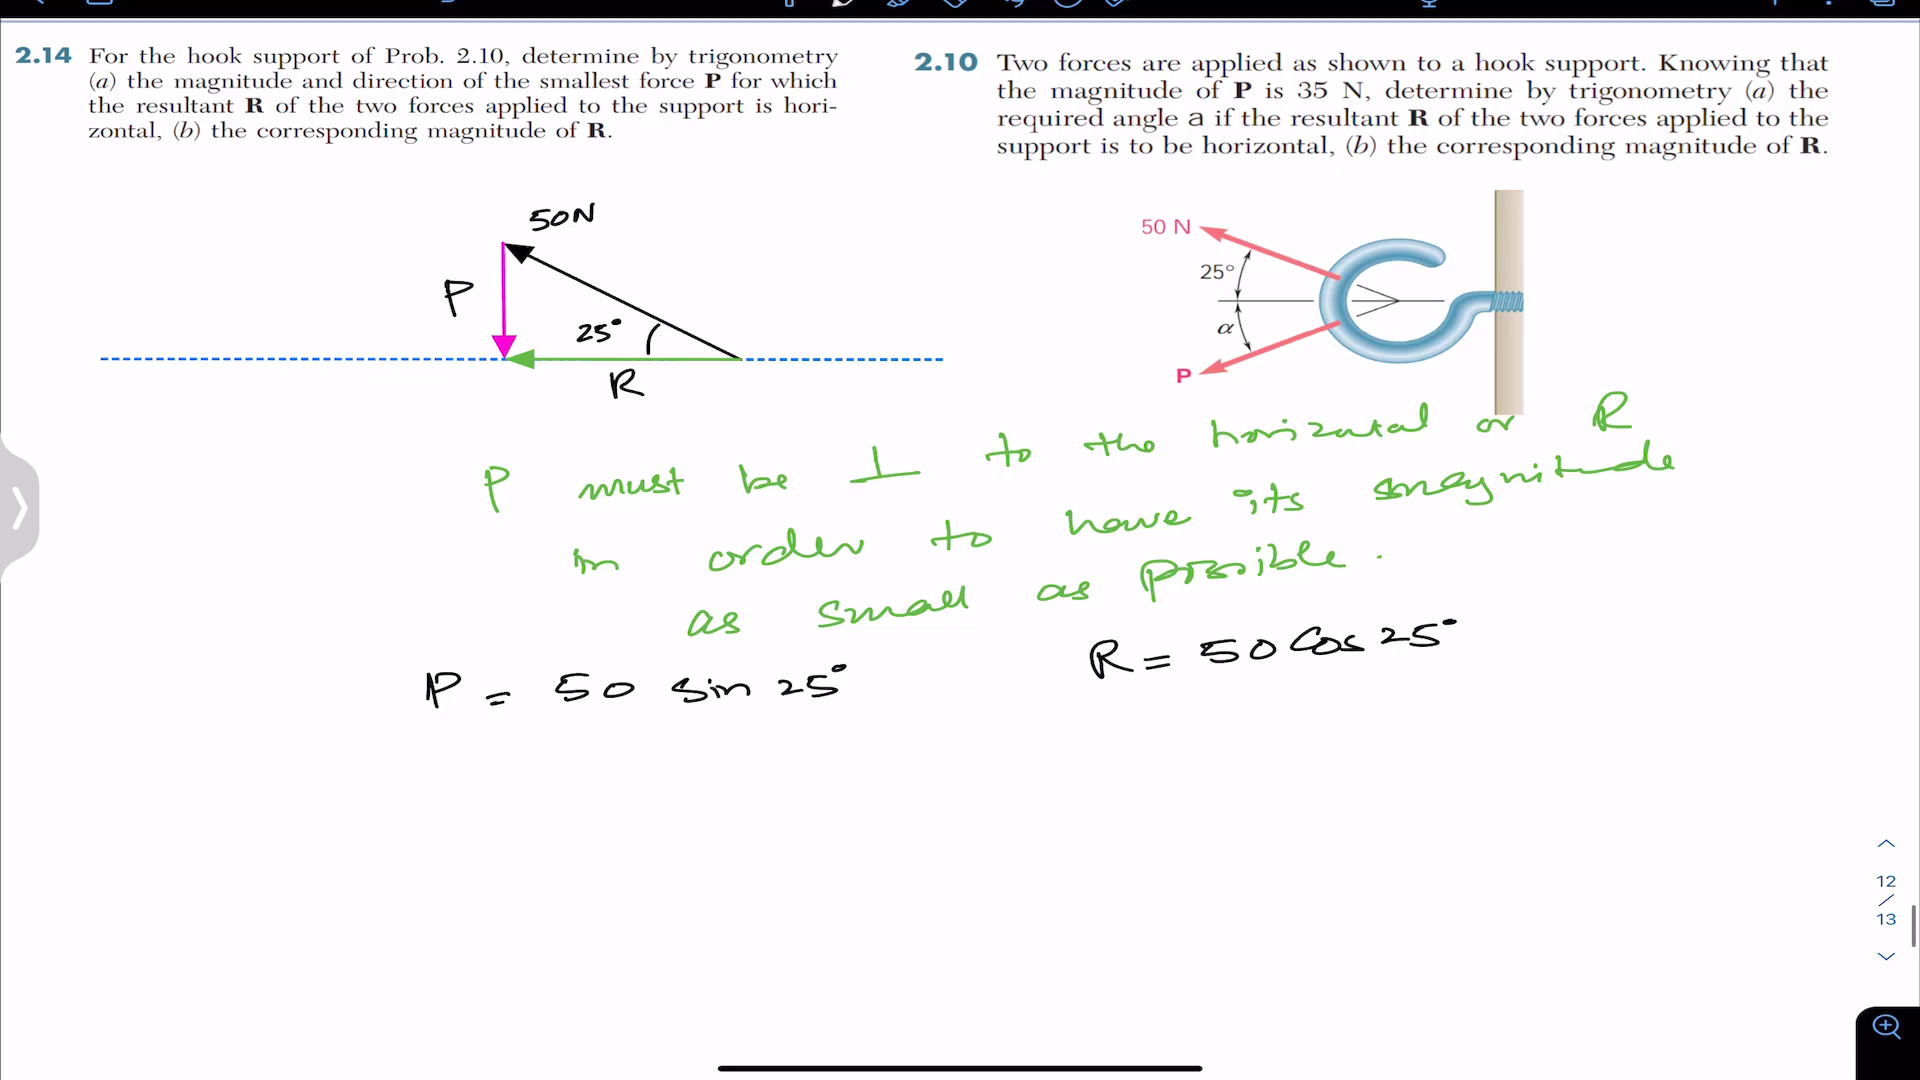 2.14 For the hook support of Prob. 2.10, determine by trigonometry
(a) the magnitude and direction of the smallest force P for which
the resultant R of the two forces applied to the support is hori-
zontal, (b) the corresponding magnitude of R.
2.10 Two forces are applied as shown to a hook support. Knowing that
the magnitude of P is 35 N, determine by trigonometry (a) the
required angle a if the resultant R of the two forces applied to the
support is to be horizontal, (b) the corresponding magnitude of R.
50N
P
25°
R
50 N
25°
α
P
P must be ⊥ to the horizontal or R
in order to have its magnitude
as small as possible.
P = 50 sin 25°
R = 50 Cos 25°
12
/
13